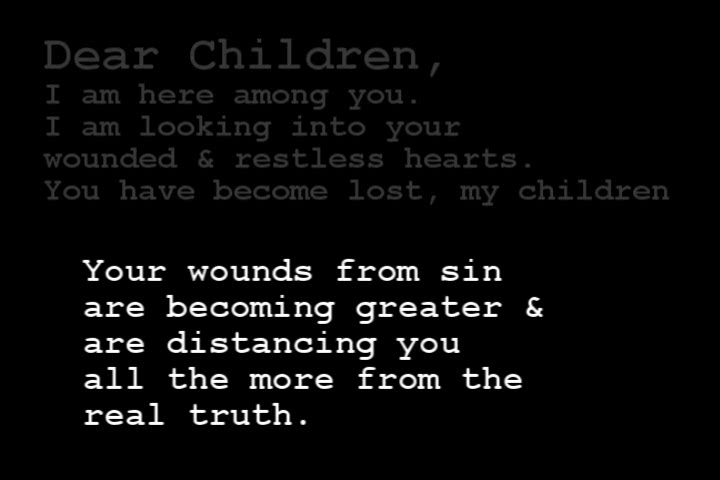 Dear Children,
I am here among you.
I am looking into your
wounded & restless hearts.
You have become lost, my children
Your wounds from sin
are becoming greater &
are distancing you
all the more from the
real truth.